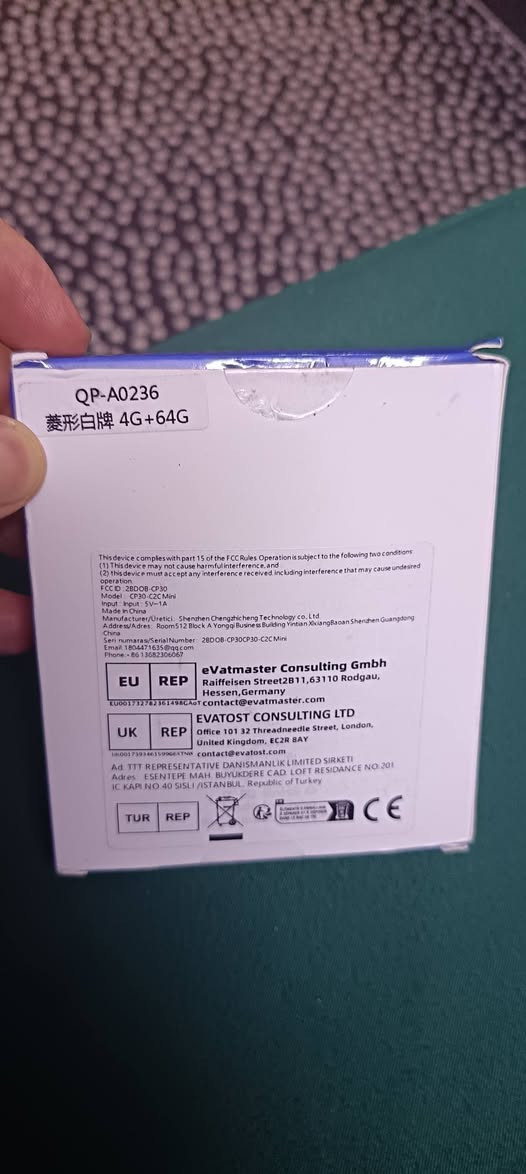 QP-A0236
菱形白牌 4G+64G
This device complies with part 15 of the FCC Rules Operation is subject to the following two conditions
(1) This device may not cause harmful interference, and
(2) this device must accept any interference received, including interference that may cause undesired
operation.
FCC ID: 2BDOB-CP30
Model: CP30-C2C Mini
Input: Input: 5V⎓1A
Made In China
Manufacturer/Üretici: Shenzhen Chengzhicheng Technology co., Ltd
Address/Adres: Room512 Block A Yongqi Business Building Yintian XixiangBaoan Shenzhen Guangdong
China
Seri numarası/Serial Number: 2BDOB-CP30CP30-C2C Mini
Email: 1804471635@qq.com
Phone:+86 13682306067
EU REP
eVatmaster Consulting GmbH
Raiffeisen Street2B11,63110 Rodgau,
Hessen,Germany
contact@evatmaster.com
UK REP
EVATOST CONSULTING LTD
Office 101 32 Threadneedle Street, London,
United Kingdom, EC2R 8AY
contact@evatost.com
Ad: TTT REPRESENTATIVE DANISMANLIK LIMITED SIRKETI
Adres: ESENTEPE MAH. BUYUKDERE CAD. LOFT RESIDANCE NO:201
IC KAPI NO:40 SISLI /ISTANBUL. Republic of Turkey
TUR REP
CE